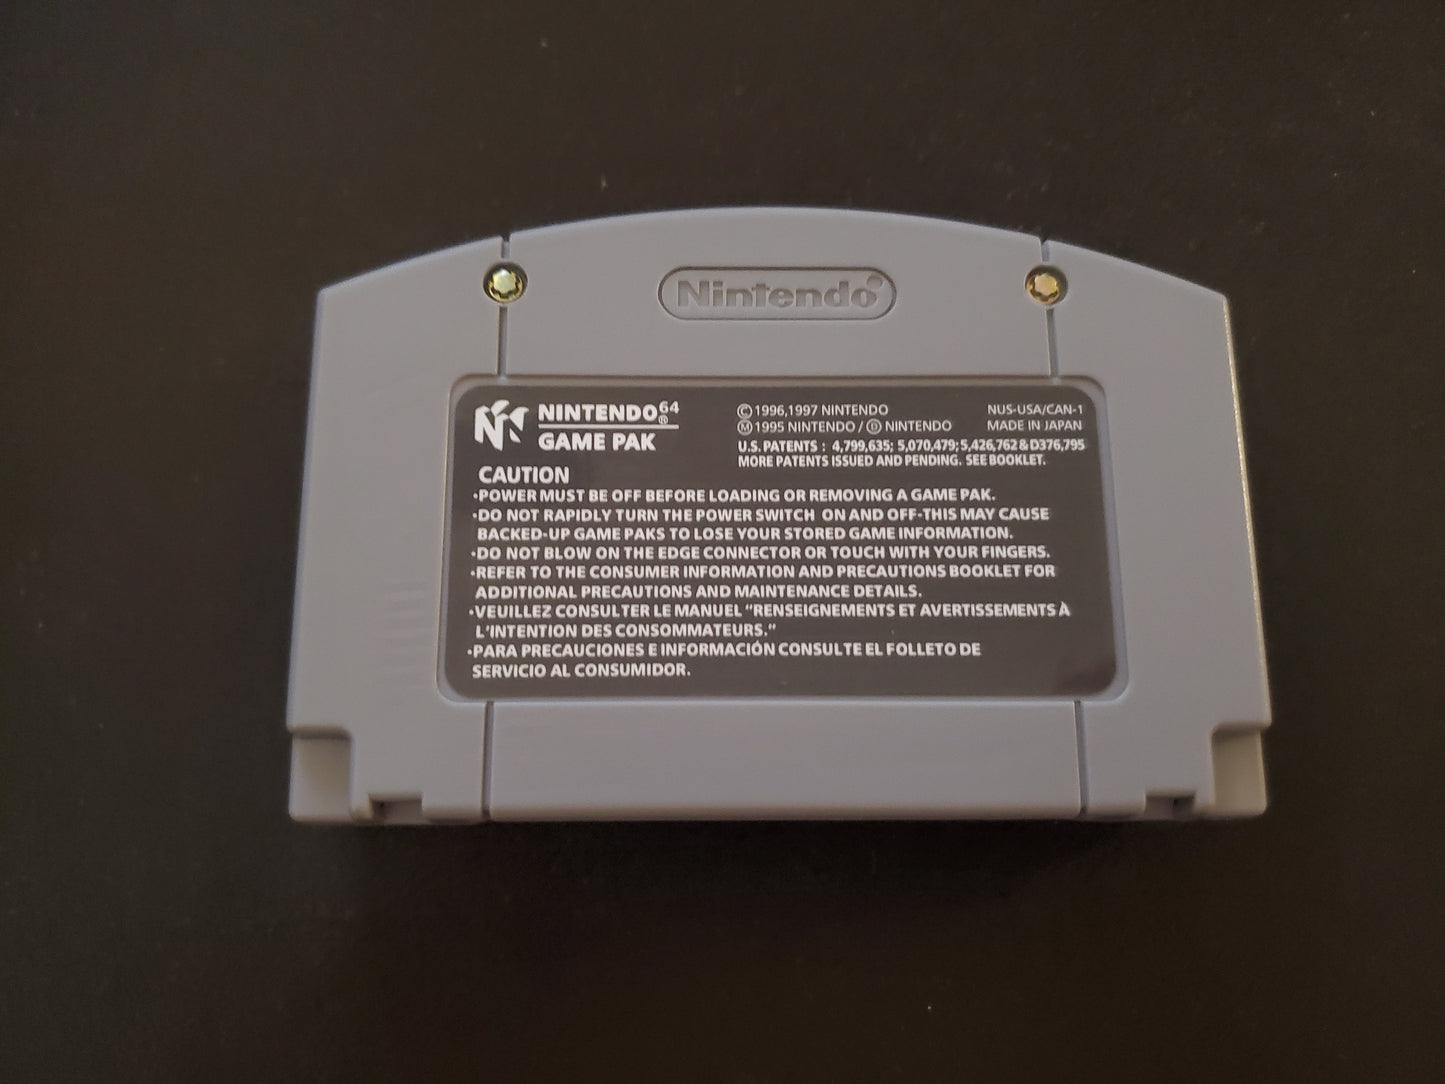 Nintendo
NINTENDO64®
GAME PAK
©1996,1997 NINTENDO
Ⓜ1995 NINTENDO / Ⓓ NINTENDO
NUS-USA/CAN-1
MADE IN JAPAN
U.S. PATENTS : 4,799,635; 5,070,479; 5,426,762 & D376,795
MORE PATENTS ISSUED AND PENDING. SEE BOOKLET.
CAUTION
·POWER MUST BE OFF BEFORE LOADING OR REMOVING A GAME PAK.
·DO NOT RAPIDLY TURN THE POWER SWITCH ON AND OFF-THIS MAY CAUSE
BACKED-UP GAME PAKS TO LOSE YOUR STORED GAME INFORMATION.
·DO NOT BLOW ON THE EDGE CONNECTOR OR TOUCH WITH YOUR FINGERS.
·REFER TO THE CONSUMER INFORMATION AND PRECAUTIONS BOOKLET FOR
ADDITIONAL PRECAUTIONS AND MAINTENANCE DETAILS.
·VEUILLEZ CONSULTER LE MANUEL "RENSEIGNEMENTS ET AVERTISSEMENTS À
L'INTENTION DES CONSOMMATEURS."
·PARA PRECAUCIONES E INFORMACIÓN CONSULTE EL FOLLETO DE
SERVICIO AL CONSUMIDOR.